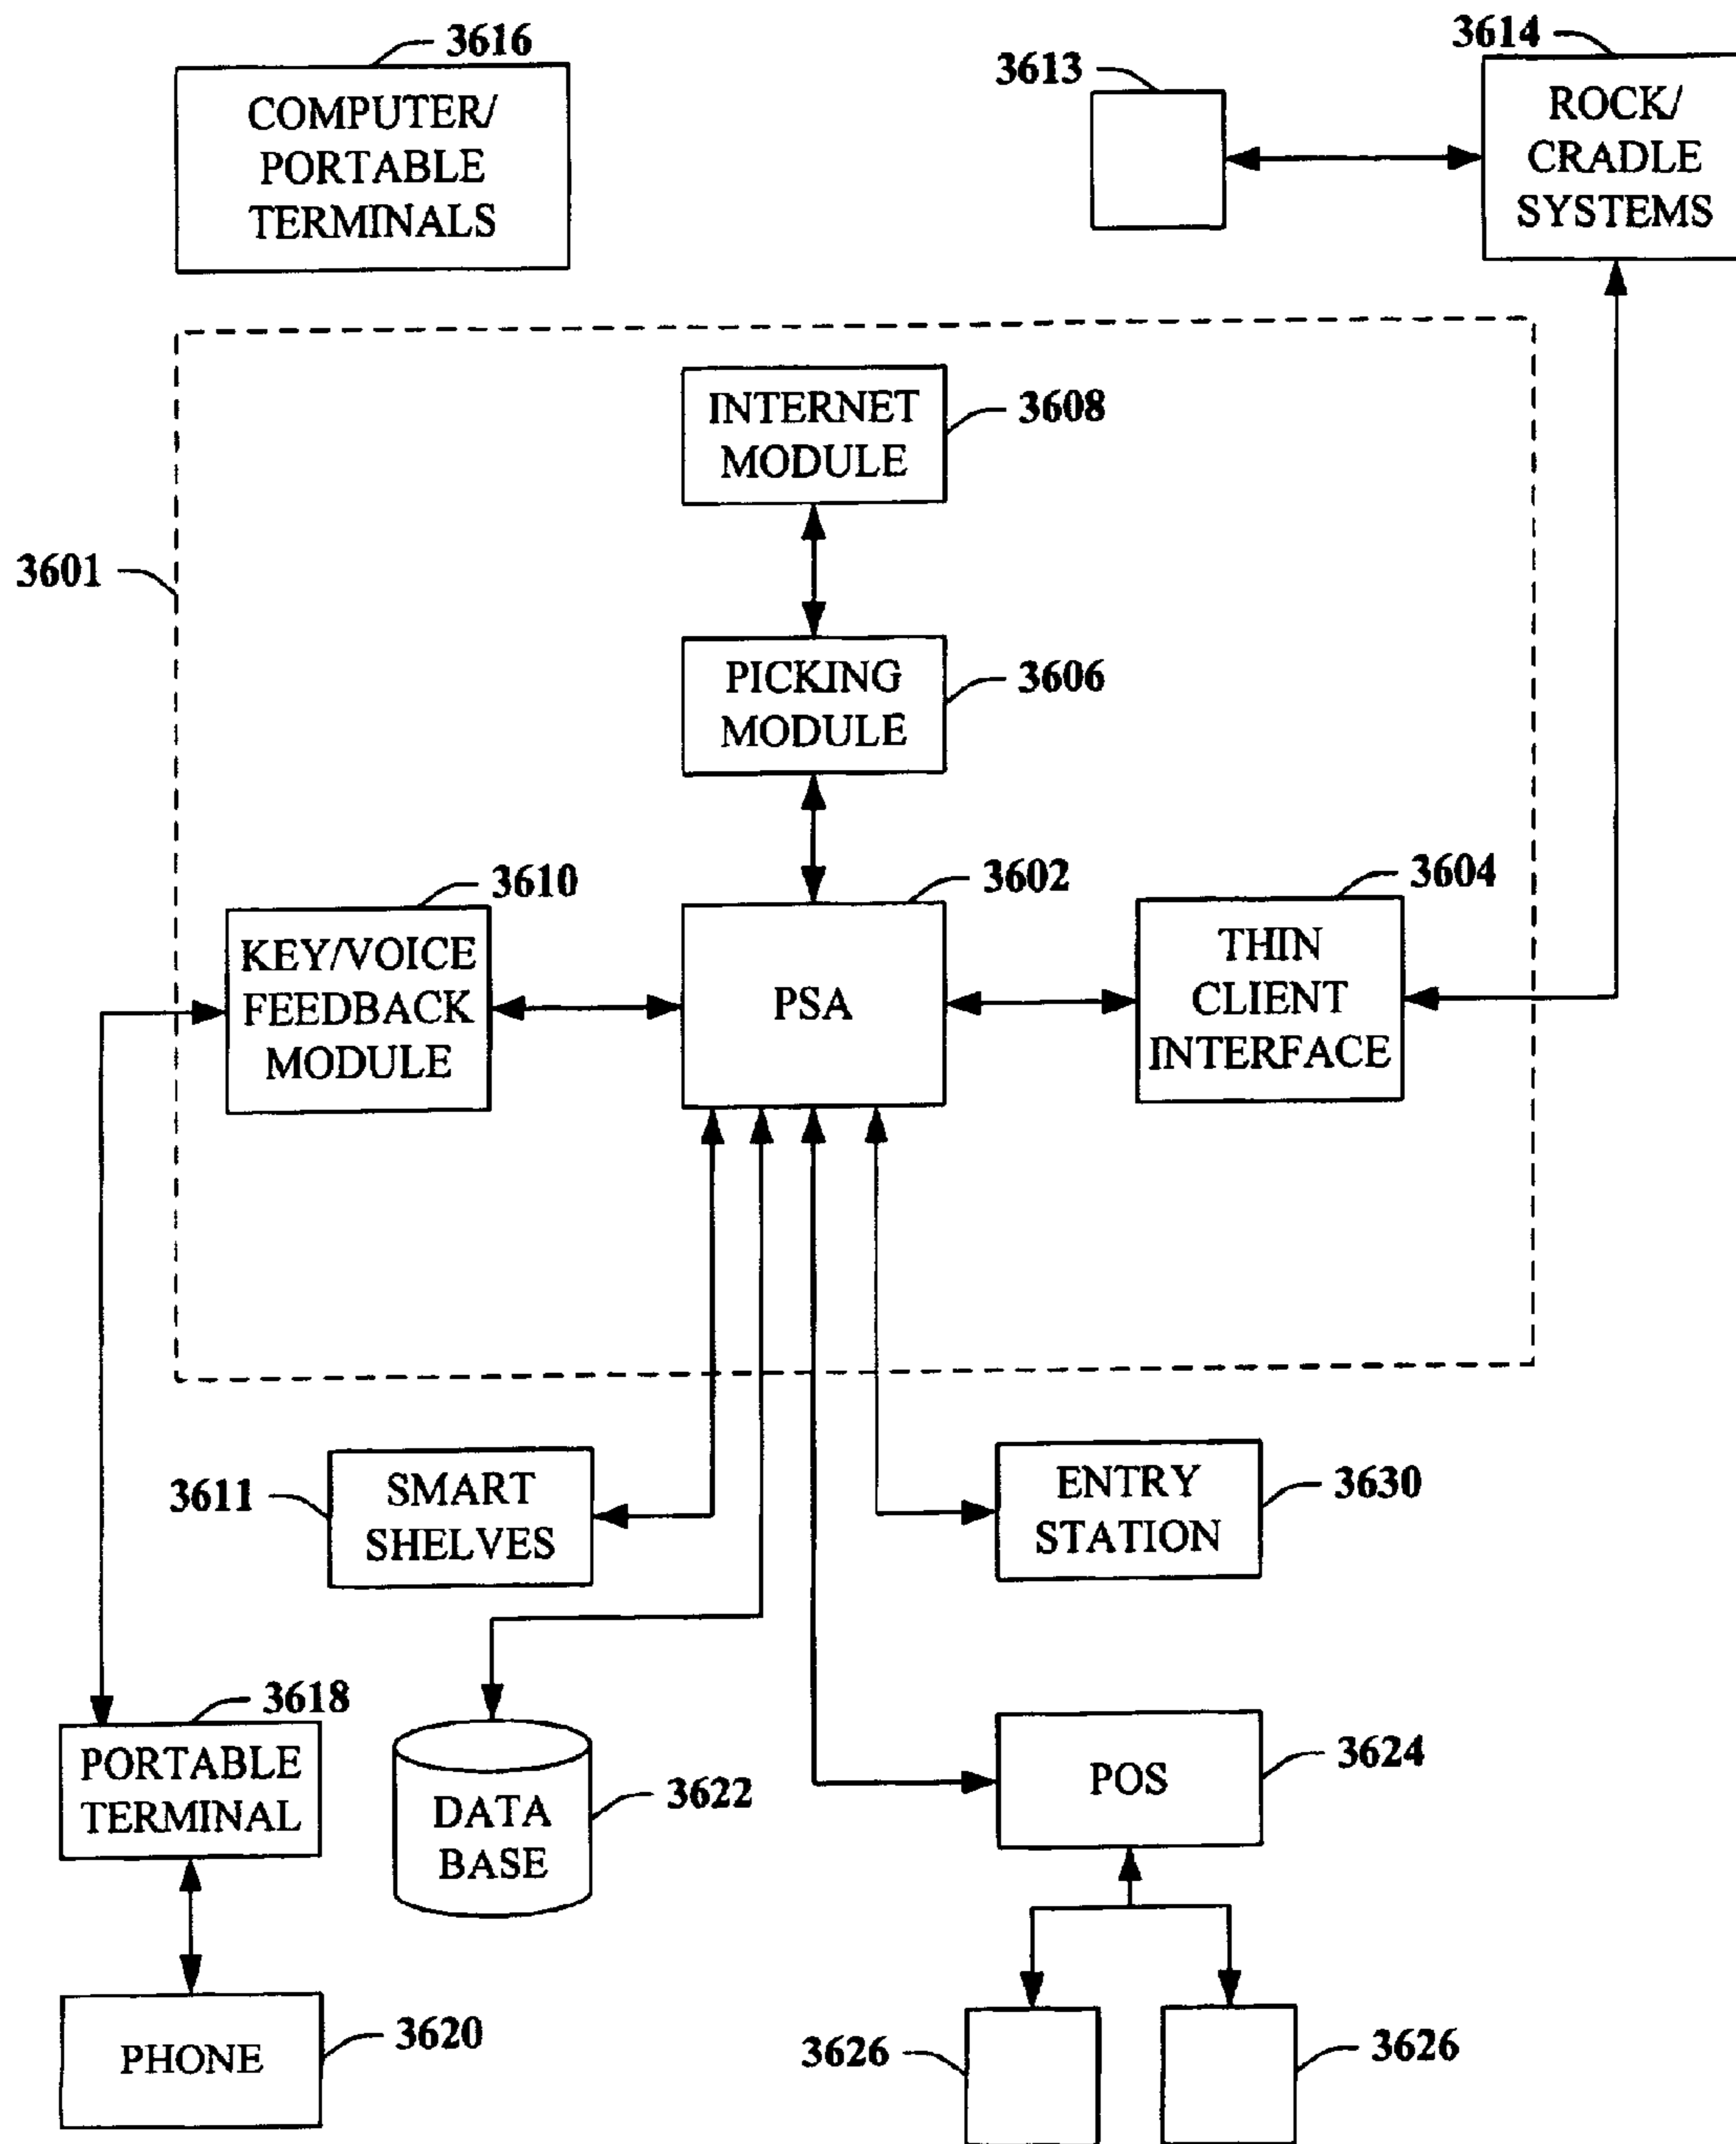 3616
COMPUTER/
PORTABLE
TERMINALS
3613
3614
ROCK/
CRADLE
SYSTEMS
3601
INTERNET
MODULE
3608
PICKING
MODULE
3606
3610
KEY/VOICE
FEEDBACK
MODULE
3602
PSA
3604
THIN
CLIENT
INTERFACE
3611
SMART
SHELVES
ENTRY
STATION
3630
3618
PORTABLE
TERMINAL
DATA
BASE
3622
POS
3624
PHONE
3620
3626
3626